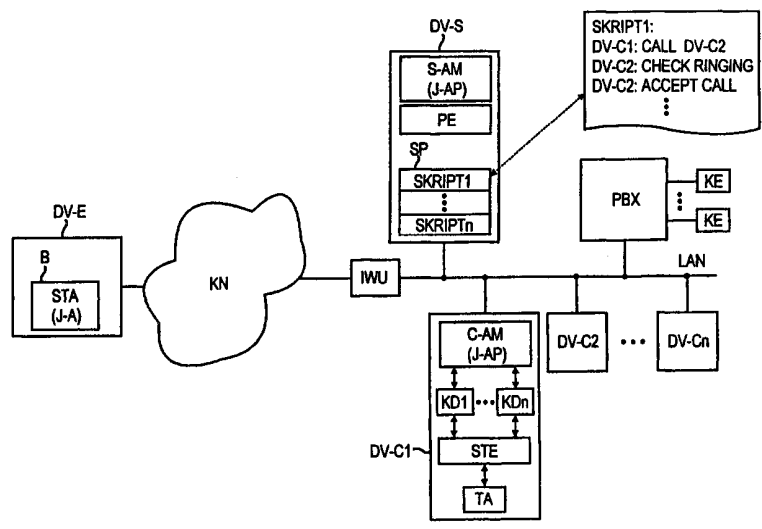 DV-S
S-AM
(J-AP)
PE
SP
SKRIPT1
SKRIPTn
SKRIPT1:
DV-C1: CALL DV-C2
DV-C2: CHECK RINGING
DV-C2: ACCEPT CALL
PBX
KE
KE
DV-E
B
STA
(J-A)
KN
IWU
LAN
C-AM
(J-AP)
KD1
KDn
STE
TA
DV-C1
DV-C2
DV-Cn